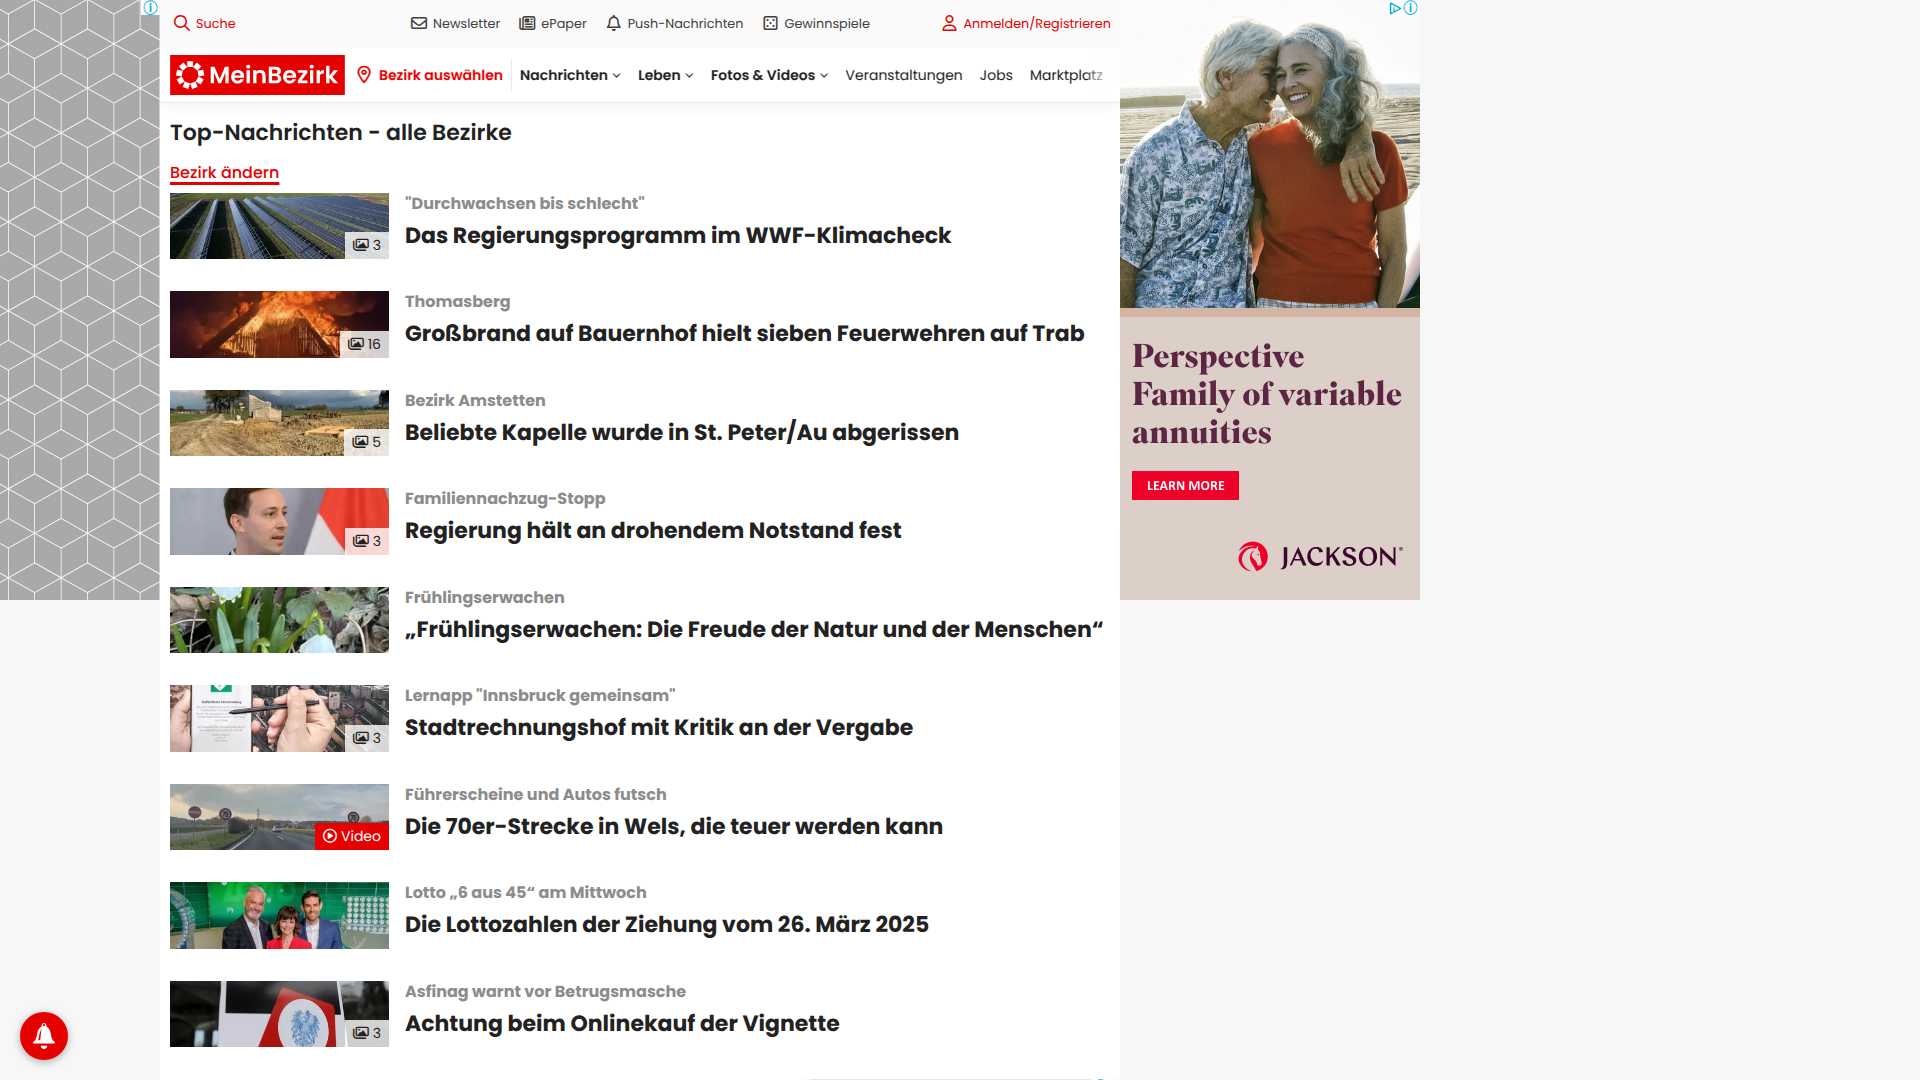 Suche
Newsletter
ePaper
Push-Nachrichten
Gewinnspiele
Anmelden/Registrieren
MeinBezirk
Bezirk auswählen
Nachrichten
Leben
Fotos & Videos
Veranstaltungen
Jobs
Marktplatz
Top-Nachrichten - alle Bezirke
Bezirk ändern
"Durchwachsen bis schlecht"
Das Regierungsprogramm im WWF-Klimacheck
3
Thomasberg
Großbrand auf Bauernhof hielt sieben Feuerwehren auf Trab
16
Bezirk Amstetten
Beliebte Kapelle wurde in St. Peter/Au abgerissen
5
Familiennachzug-Stopp
Regierung hält an drohendem Notstand fest
3
Frühlingserwachen
„Frühlingserwachen: Die Freude der Natur und der Menschen“
Lernapp "Innsbruck gemeinsam"
Stadtrechnungshof mit Kritik an der Vergabe
3
Führerscheine und Autos futsch
Die 70er-Strecke in Wels, die teuer werden kann
Video
Lotto „6 aus 45“ am Mittwoch
Die Lottozahlen der Ziehung vom 26. März 2025
Asfinag warnt vor Betrugsmasche
Achtung beim Onlinekauf der Vignette
3
Perspective
Family of variable
annuities
LEARN MORE
JACKSON®